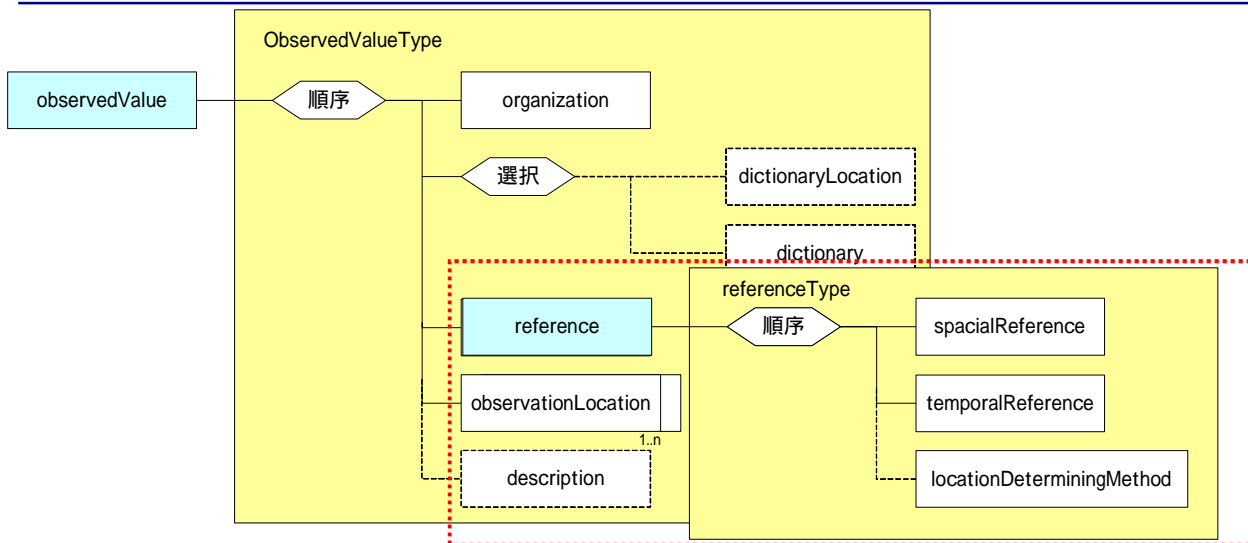 ObservedValueType
observedValue
順序
organization
選択
dictionaryLocation
dictionary
referenceType
reference
順序
spacialReference
observationLocation
1..n
temporalReference
description
locationDeterminingMethod